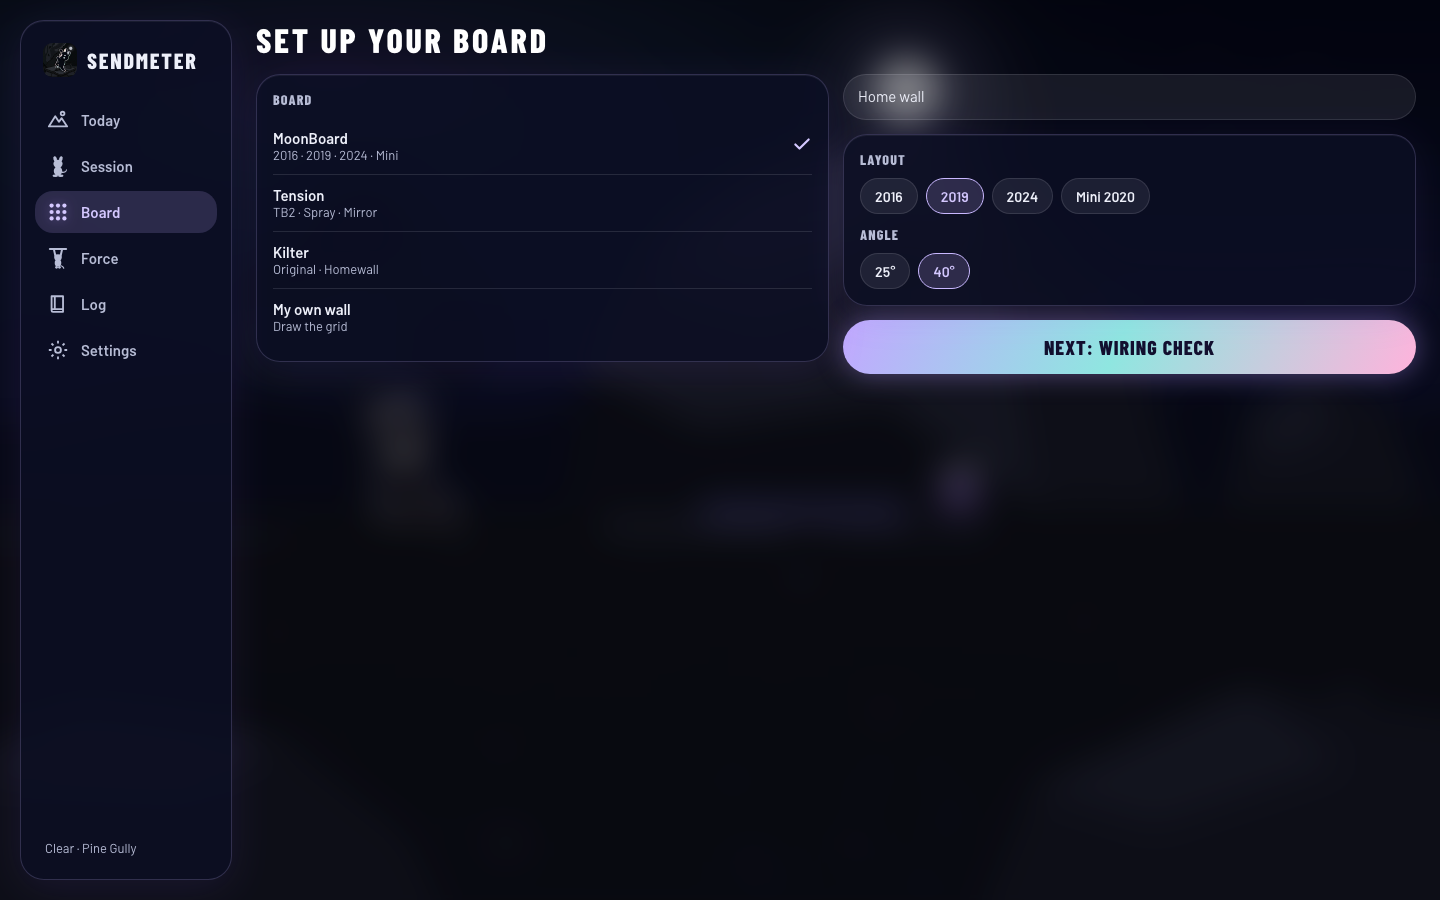 SENDMETER
Today
Session
Board
Force
Log
Settings
Clear · Pine Gully
SET UP YOUR BOARD
BOARD
MoonBoard
2016 · 2019 · 2024 · Mini
Tension
TB2 · Spray · Mirror
Kilter
Original · Homewall
My own wall
Draw the grid
Home wall
LAYOUT
2016 2019 2024 Mini 2020
ANGLE
25° 40°
NEXT: WIRING CHECK